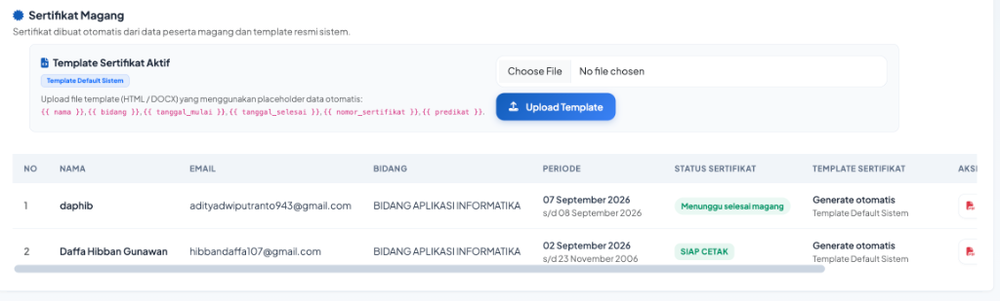 Sertifikat Magang
Sertifikat dibuat otomatis dari data peserta magang dan template resmi sistem.
Template Sertifikat Aktif
Template Default Sistem
Upload file template (HTML / DOCX) yang menggunakan placeholder data otomatis:
{{ nama }},{{ bidang }},{{ tanggal_mulai }},{{ tanggal_selesai }},{{ nomor_sertifikat }},{{ predikat }}.
Choose File No file chosen
Upload Template
NO NAMA EMAIL BIDANG PERIODE STATUS SERTIFIKAT TEMPLATE SERTIFIKAT
1 daphib adityadwiputranto943@gmail.com BIDANG APLIKASI INFORMATIKA 07 September 2026 Menunggu selesai magang Generate otomatis
s/d 08 September 2026 Template Default Sistem
2 Daffa Hibban Gunawan hibbandaffa107@gmail.com BIDANG APLIKASI INFORMATIKA 02 September 2026 SIAP CETAK Generate otomatis
s/d 23 November 2006 Template Default Sistem